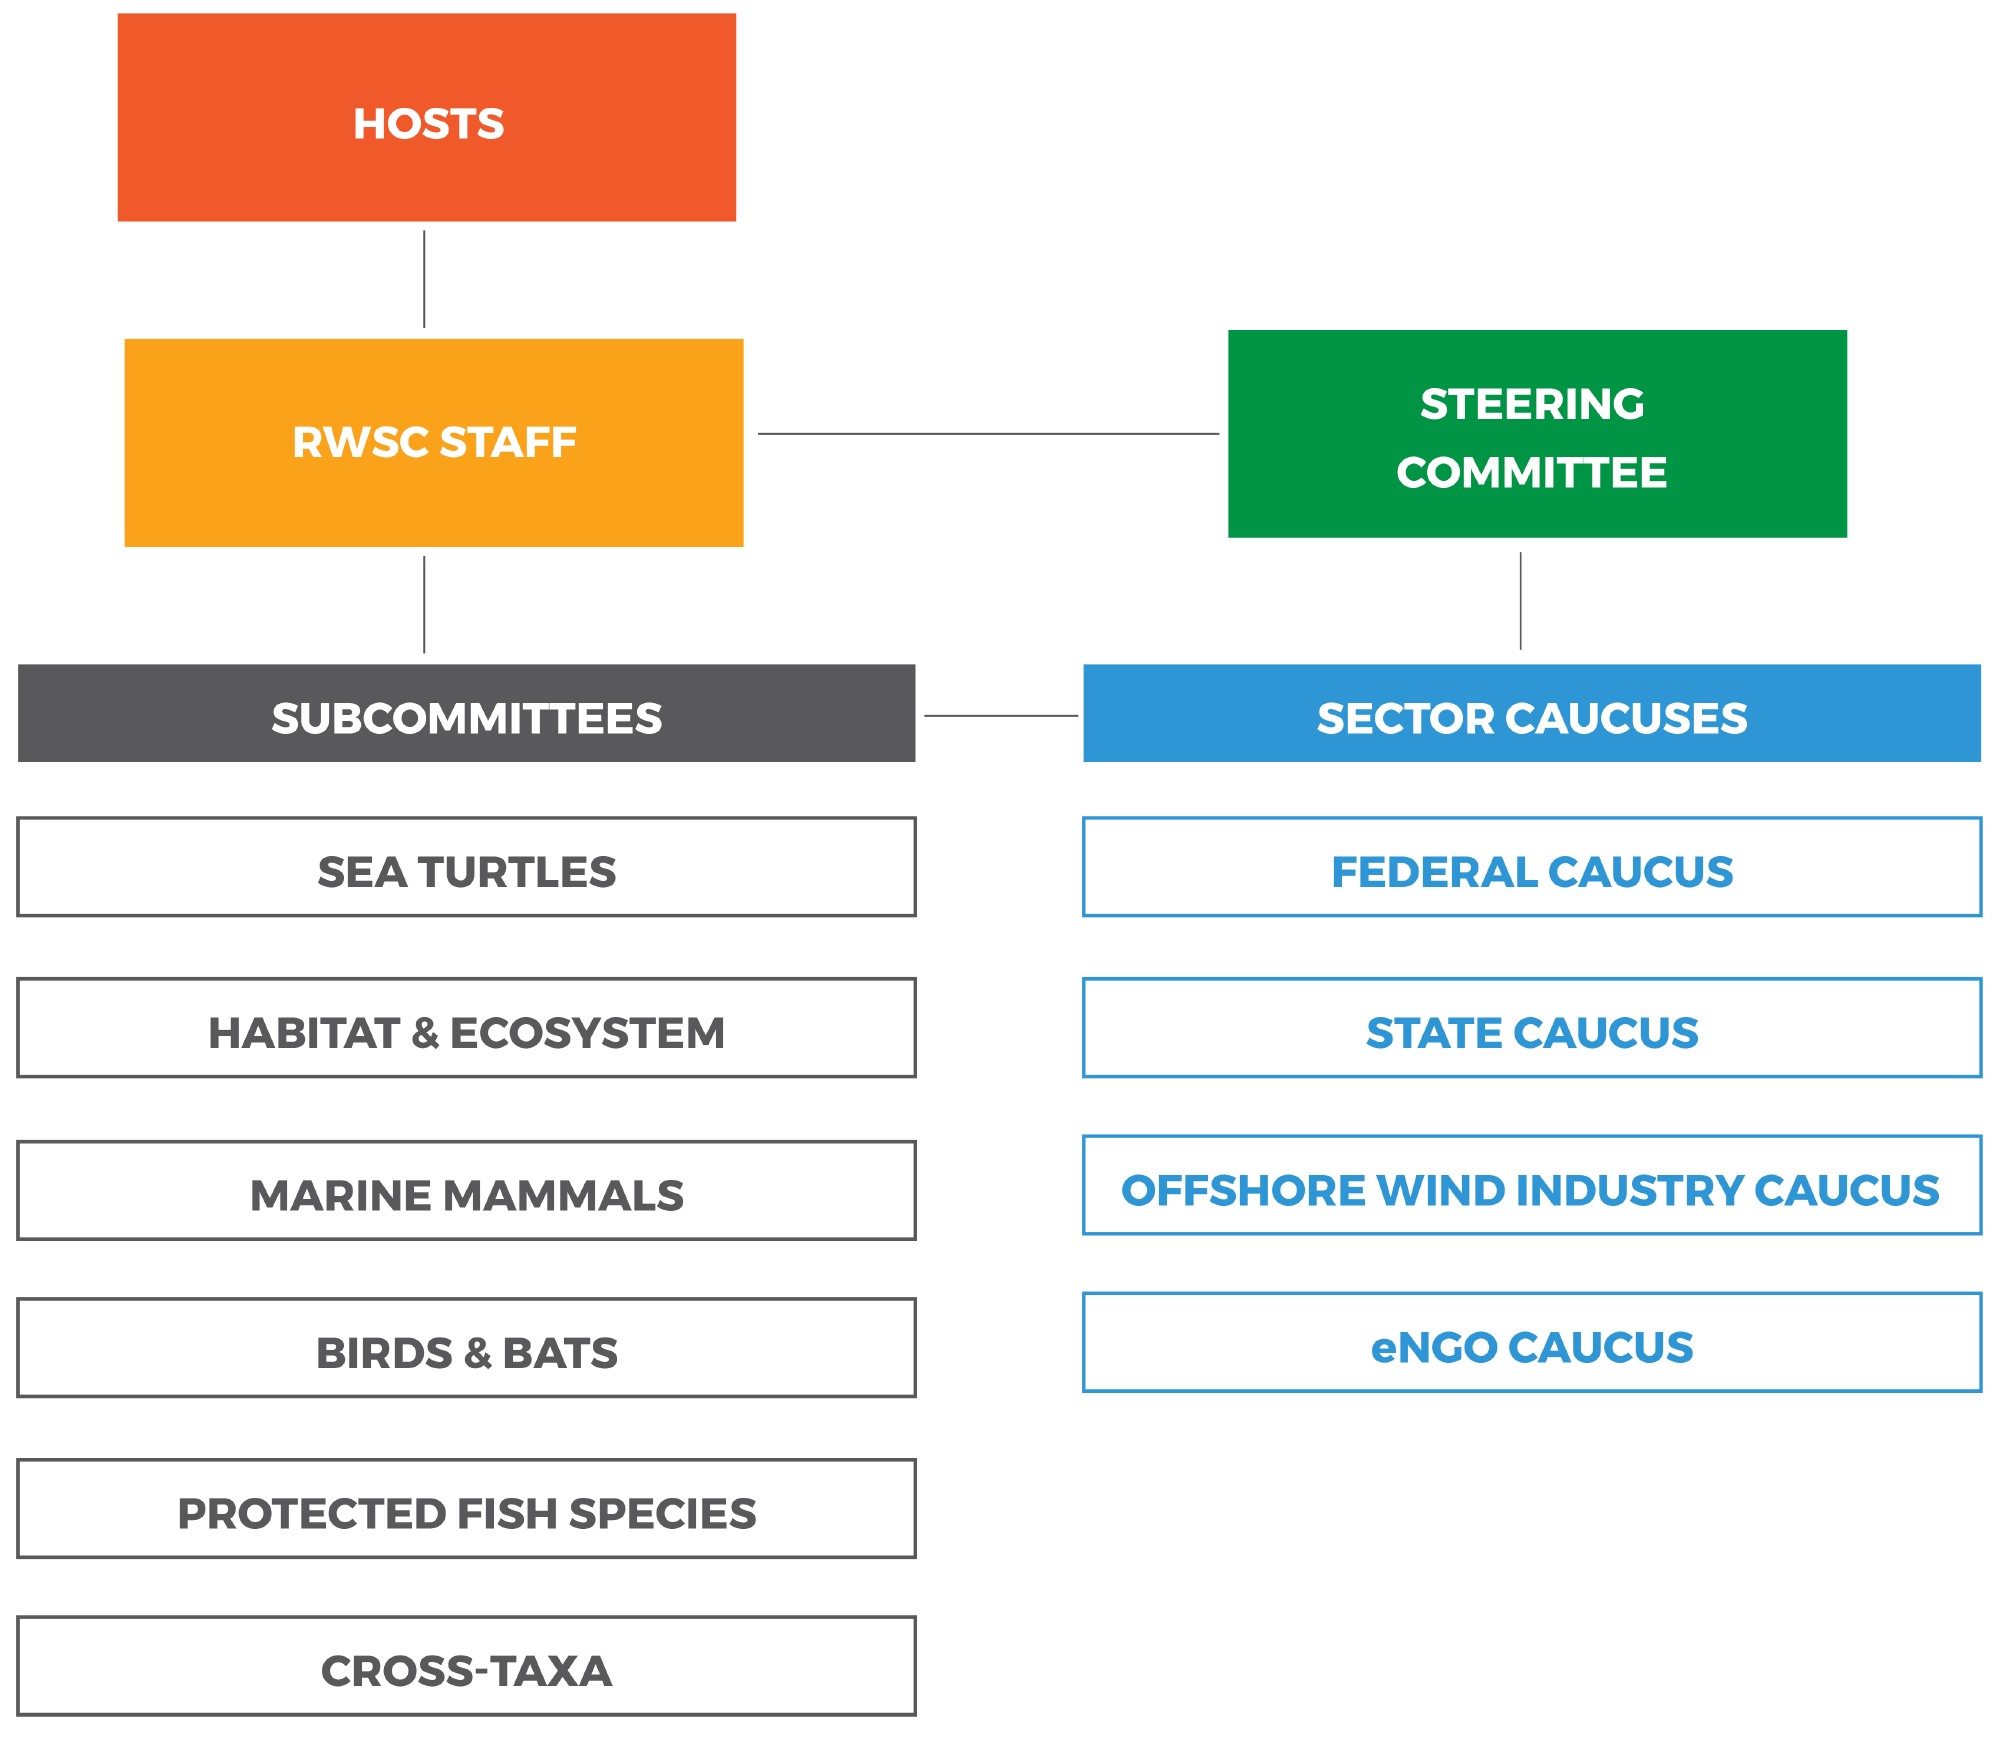 HOSTS
RWSC STAFF
STEERING
COMMITTEE
SUBCOMMITTEES
SEA TURTLES
HABITAT & ECOSYSTEM
MARINE MAMMALS
BIRDS & BATS
PROTECTED FISH SPECIES
CROSS-TAXA
SECTOR CAUCUSES
FEDERAL CAUCUS
STATE CAUCUS
OFFSHORE WIND INDUSTRY CAUCUS
eNGO CAUCUS